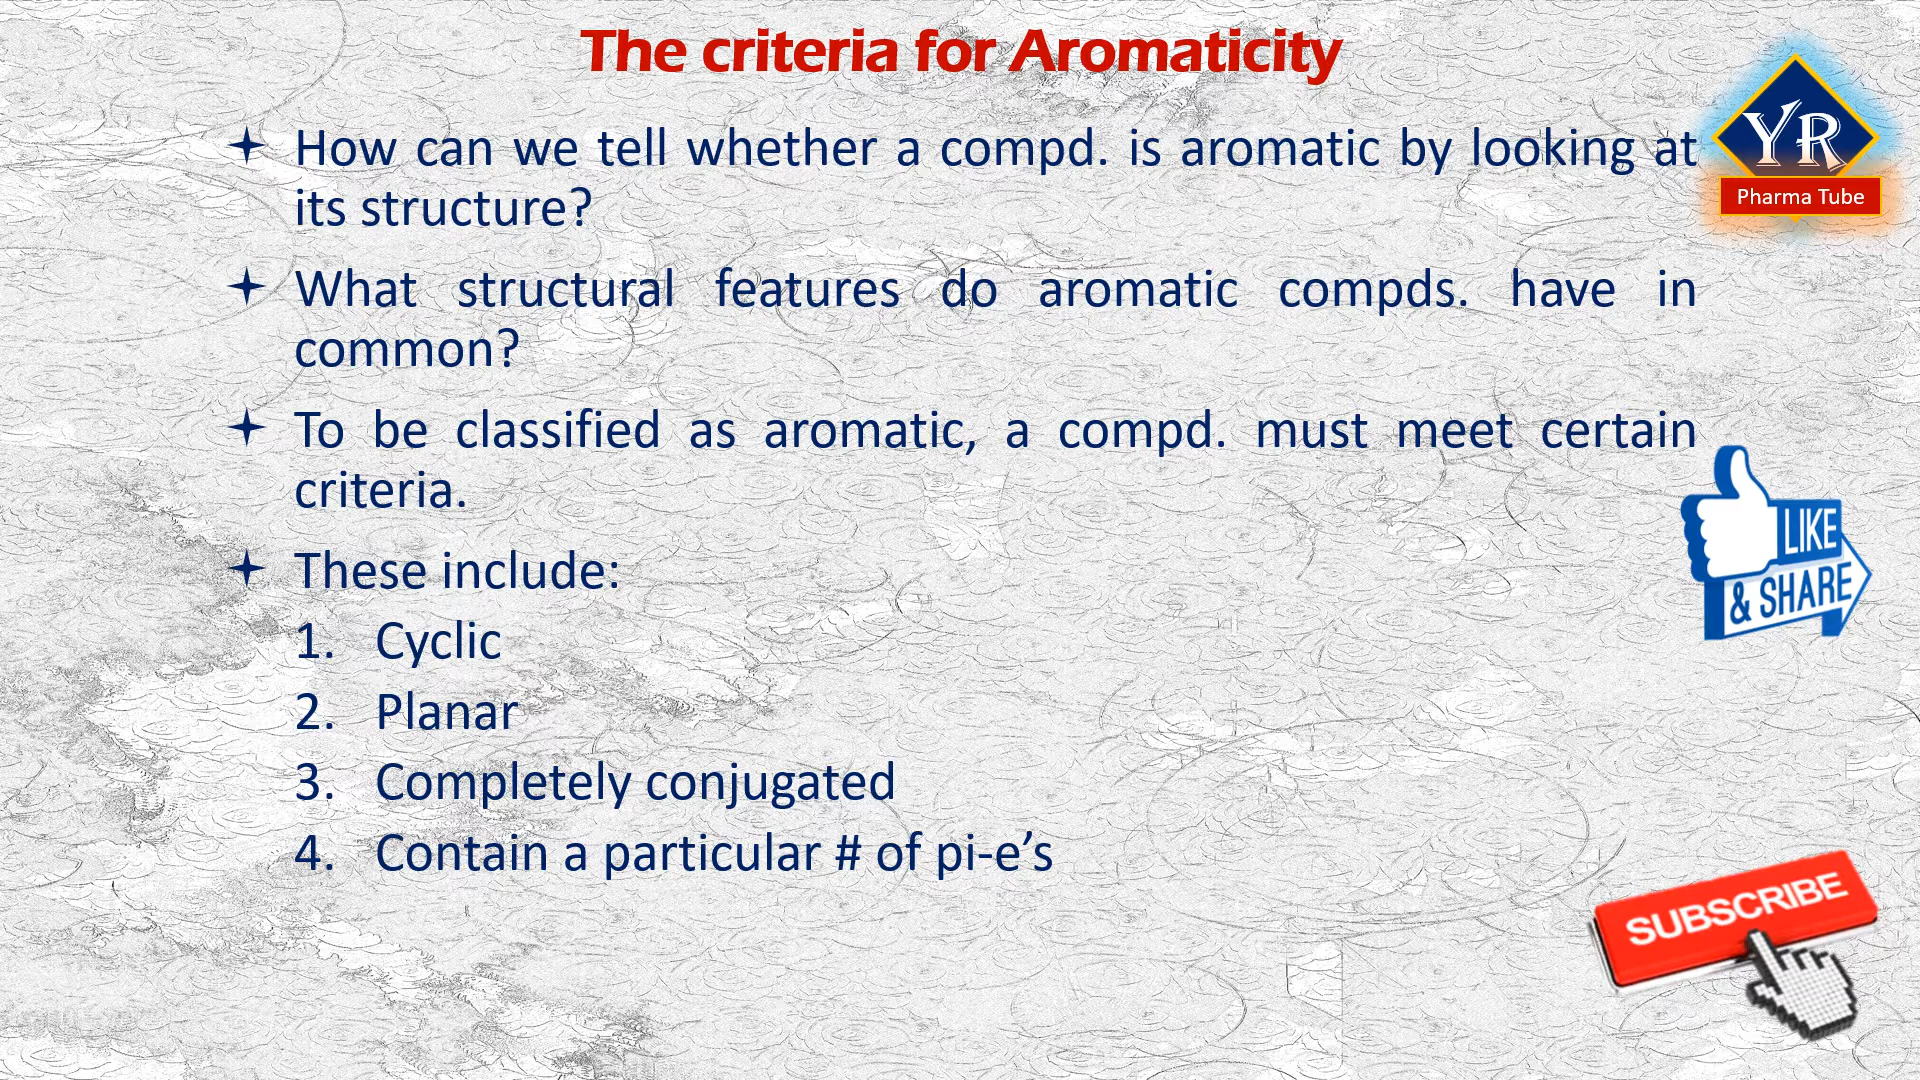 The criteria for Aromaticity
How can we tell whether a compd. is aromatic by looking at
its structure?
What structural features do aromatic compds. have in
common?
To be classified as aromatic, a compd. must meet certain
criteria.
These include:
1. Cyclic
2. Planar
3. Completely conjugated
4. Contain a particular # of pi-e’s
YR
Pharma Tube
LIKE
& SHARE
SUBSCRIBE